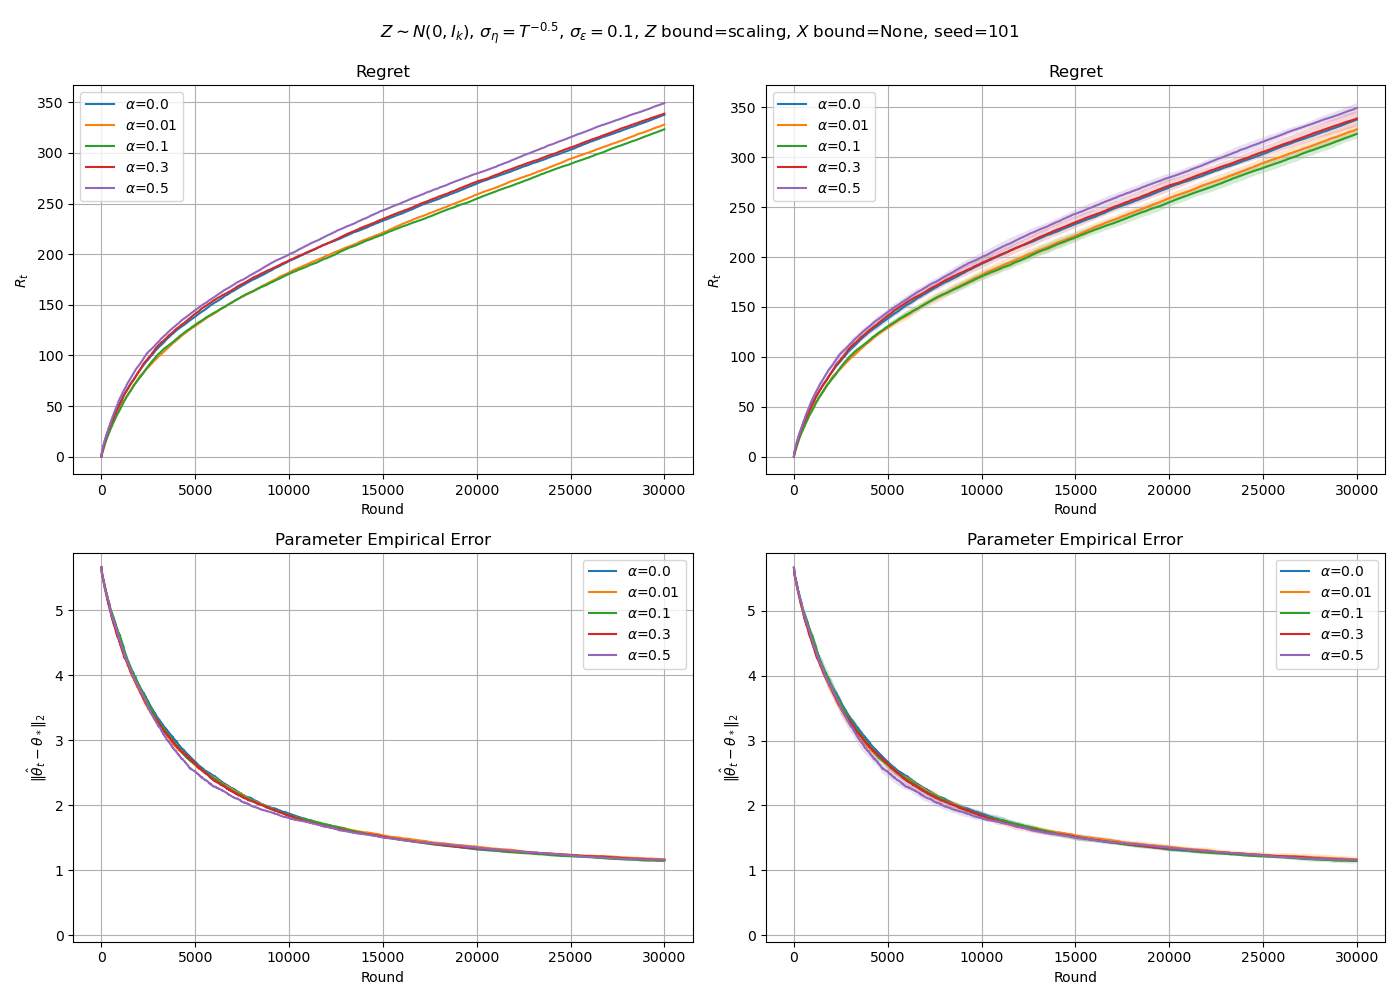 Z ~ N(0, I_k), σ_η = T^{−0.5}, σ_ε = 0.1, Z bound=scaling, X bound=None, seed=101
Regret
R_t
350
300
250
200
150
100
50
0
α=0.0
α=0.01
α=0.1
α=0.3
α=0.5
0 5000 10000 15000 20000 25000 30000
Round
Regret
R_t
350
300
250
200
150
100
50
0
α=0.0
α=0.01
α=0.1
α=0.3
α=0.5
0 5000 10000 15000 20000 25000 30000
Round
Parameter Empirical Error
‖θ̂_t − θ_*‖₂
5
4
3
2
1
0
α=0.0
α=0.01
α=0.1
α=0.3
α=0.5
0 5000 10000 15000 20000 25000 30000
Round
Parameter Empirical Error
‖θ̂_t − θ_*‖₂
5
4
3
2
1
0
α=0.0
α=0.01
α=0.1
α=0.3
α=0.5
0 5000 10000 15000 20000 25000 30000
Round